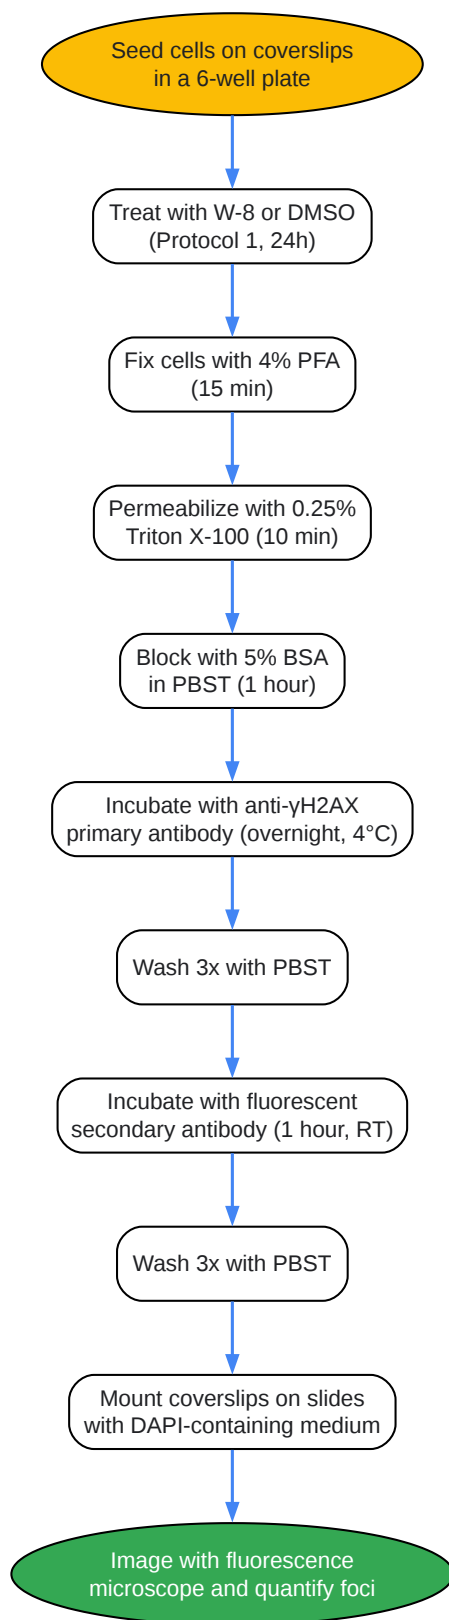 Seed cells on coverslips
in a 6-well plate
Treat with W-8 or DMSO
(Protocol 1, 24h)
Fix cells with 4% PFA
(15 min)
Permeabilize with 0.25%
Triton X-100 (10 min)
Block with 5% BSA
in PBST (1 hour)
Incubate with anti-γH2AX
primary antibody (overnight, 4°C)
Wash 3x with PBST
Incubate with fluorescent
secondary antibody (1 hour, RT)
Wash 3x with PBST
Mount coverslips on slides
with DAPI-containing medium
Image with fluorescence
microscope and quantify foci